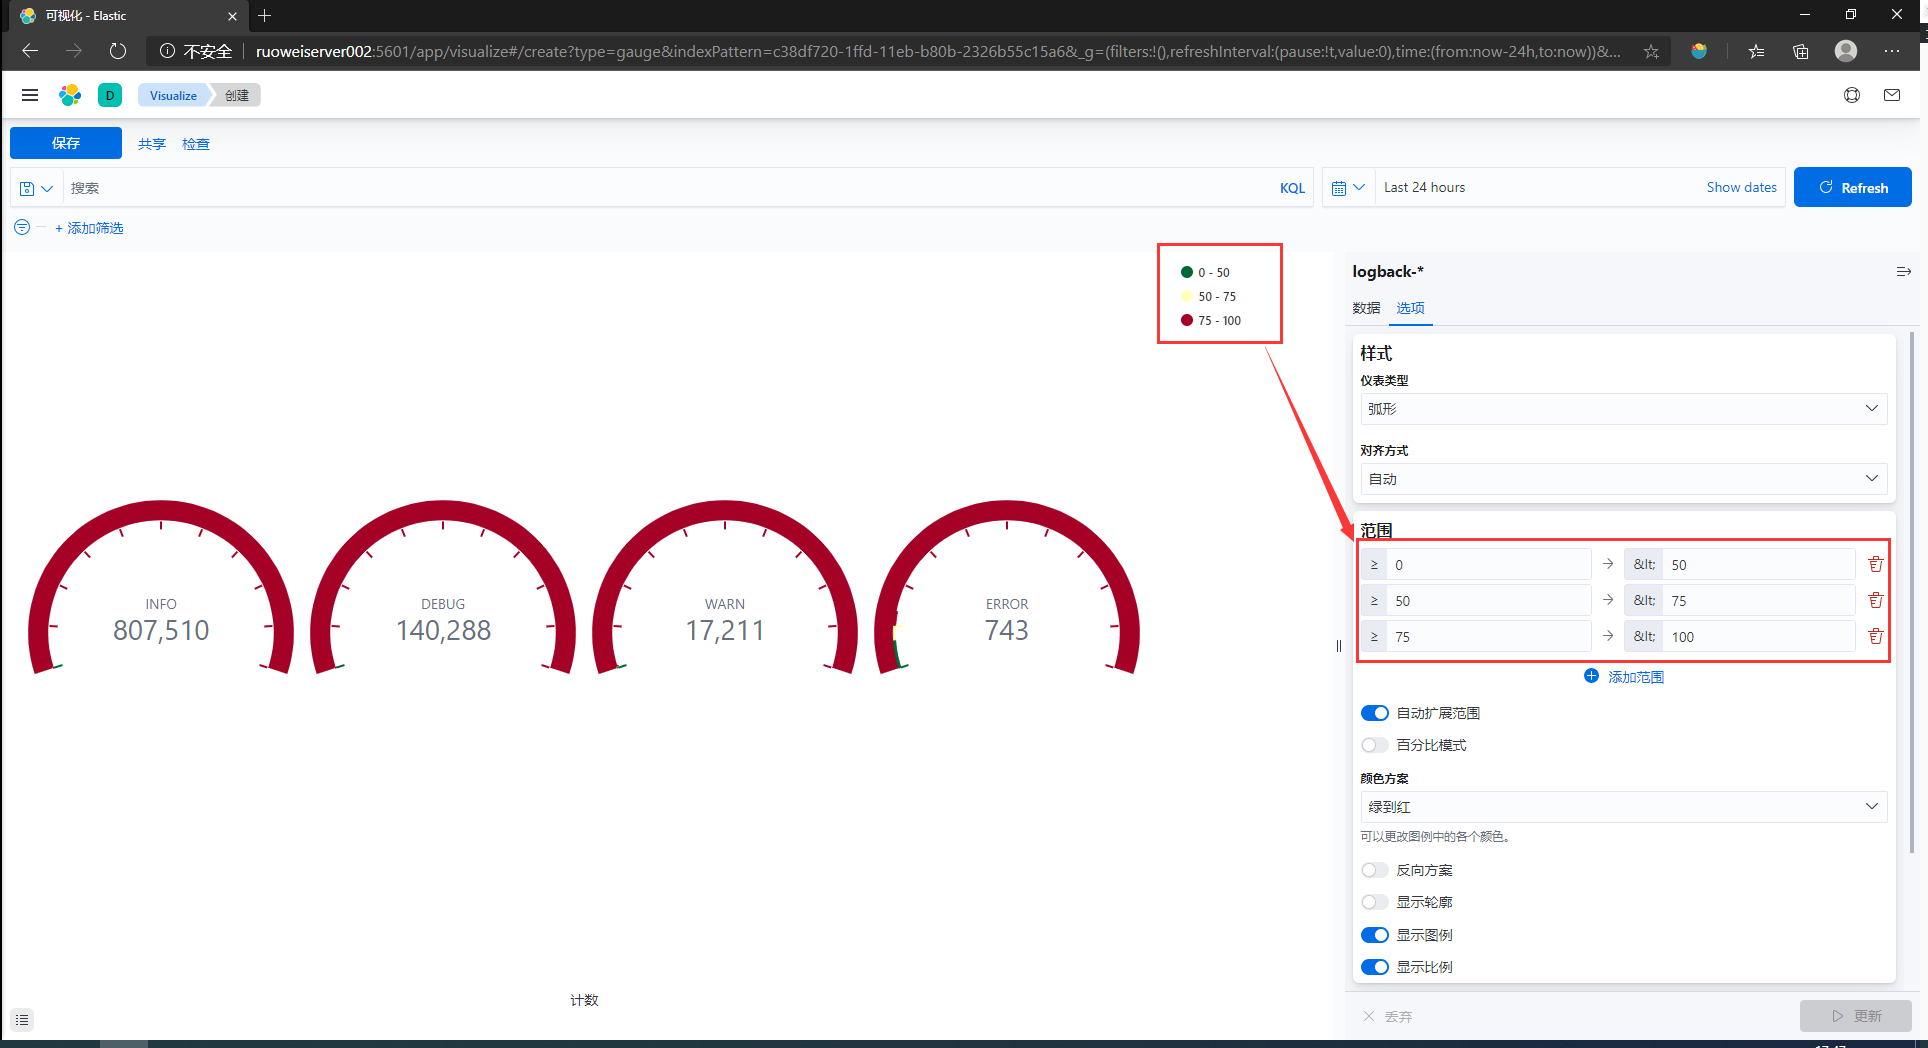 可视化 - Elastic
不安全 ruoweiserver002:5601/app/visualize#/create?type=gauge&indexPattern=c38df720-1ffd-11eb-b80b-2326b55c15a6&_g=(filters:!(),refreshInterval:(pause:!t,value:0),time:(from:now-24h,to:now))&...
D Visualize 创建
保存 共享 检查
搜索 KQL Last 24 hours Show dates Refresh
+ 添加筛选
0 - 50
50 - 75
75 - 100
INFO
807,510
DEBUG
140,288
WARN
17,211
ERROR
743
计数
logback-*
数据 选项
样式
仪表类型
弧形
对齐方式
自动
范围
≥ 0 → &lt; 50
≥ 50 → &lt; 75
≥ 75 → &lt; 100
添加范围
自动扩展范围
百分比模式
颜色方案
绿到红
可以更改图例中的各个颜色。
反向方案
显示轮廓
显示图例
显示比例
丢弃 更新